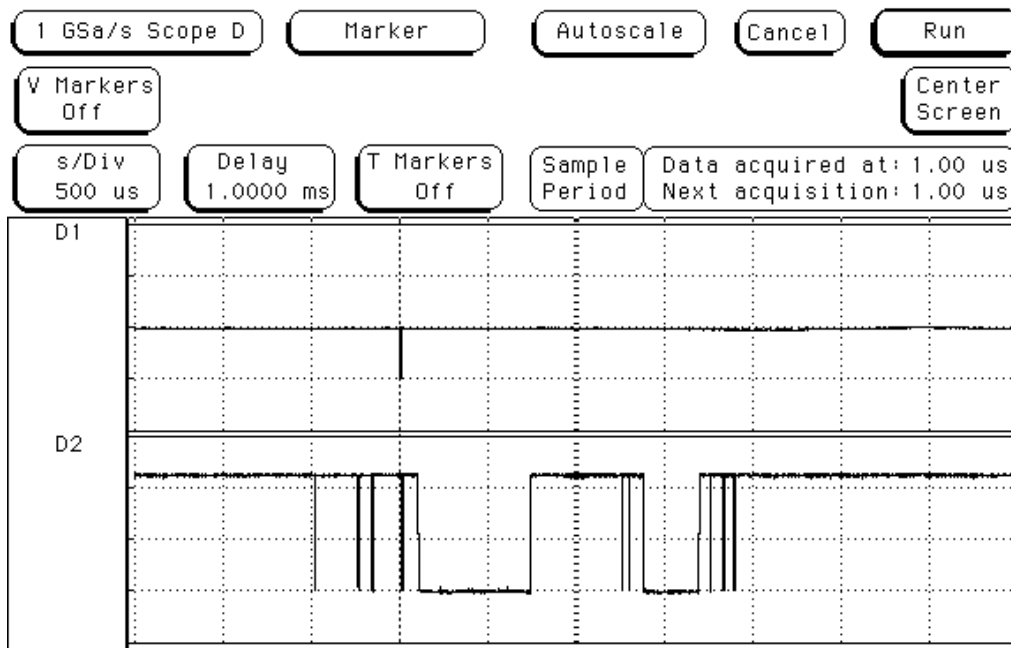 1 GSa/s Scope D
Marker
Autoscale
Cancel
Run
V Markers
Off
Center
Screen
s/Div
500 us
Delay
1.0000 ms
T Markers
Off
Sample
Period
Data acquired at: 1.00 us
Next acquisition: 1.00 us
D1
D2